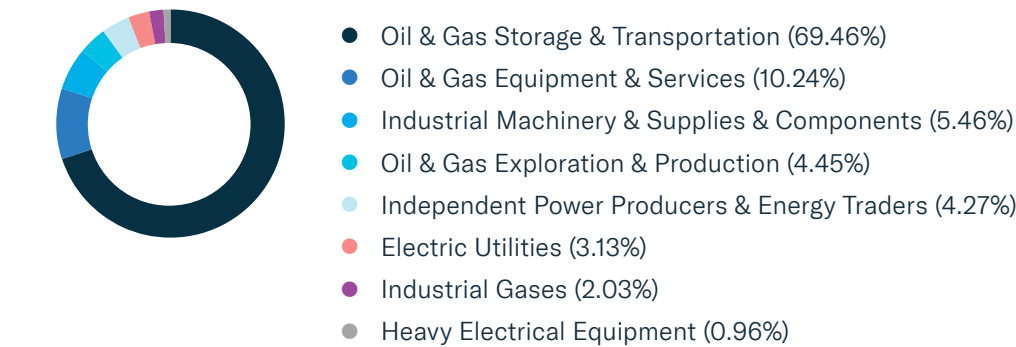 Oil & Gas Storage & Transportation (69.46%)
Oil & Gas Equipment & Services (10.24%)
Industrial Machinery & Supplies & Components (5.46%)
Oil & Gas Exploration & Production (4.45%)
Independent Power Producers & Energy Traders (4.27%)
Electric Utilities (3.13%)
Industrial Gases (2.03%)
Heavy Electrical Equipment (0.96%)